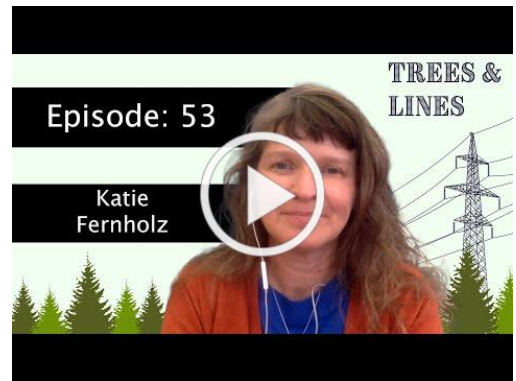 Episode: 53
Katie
Fernholz
TREES &
LINES